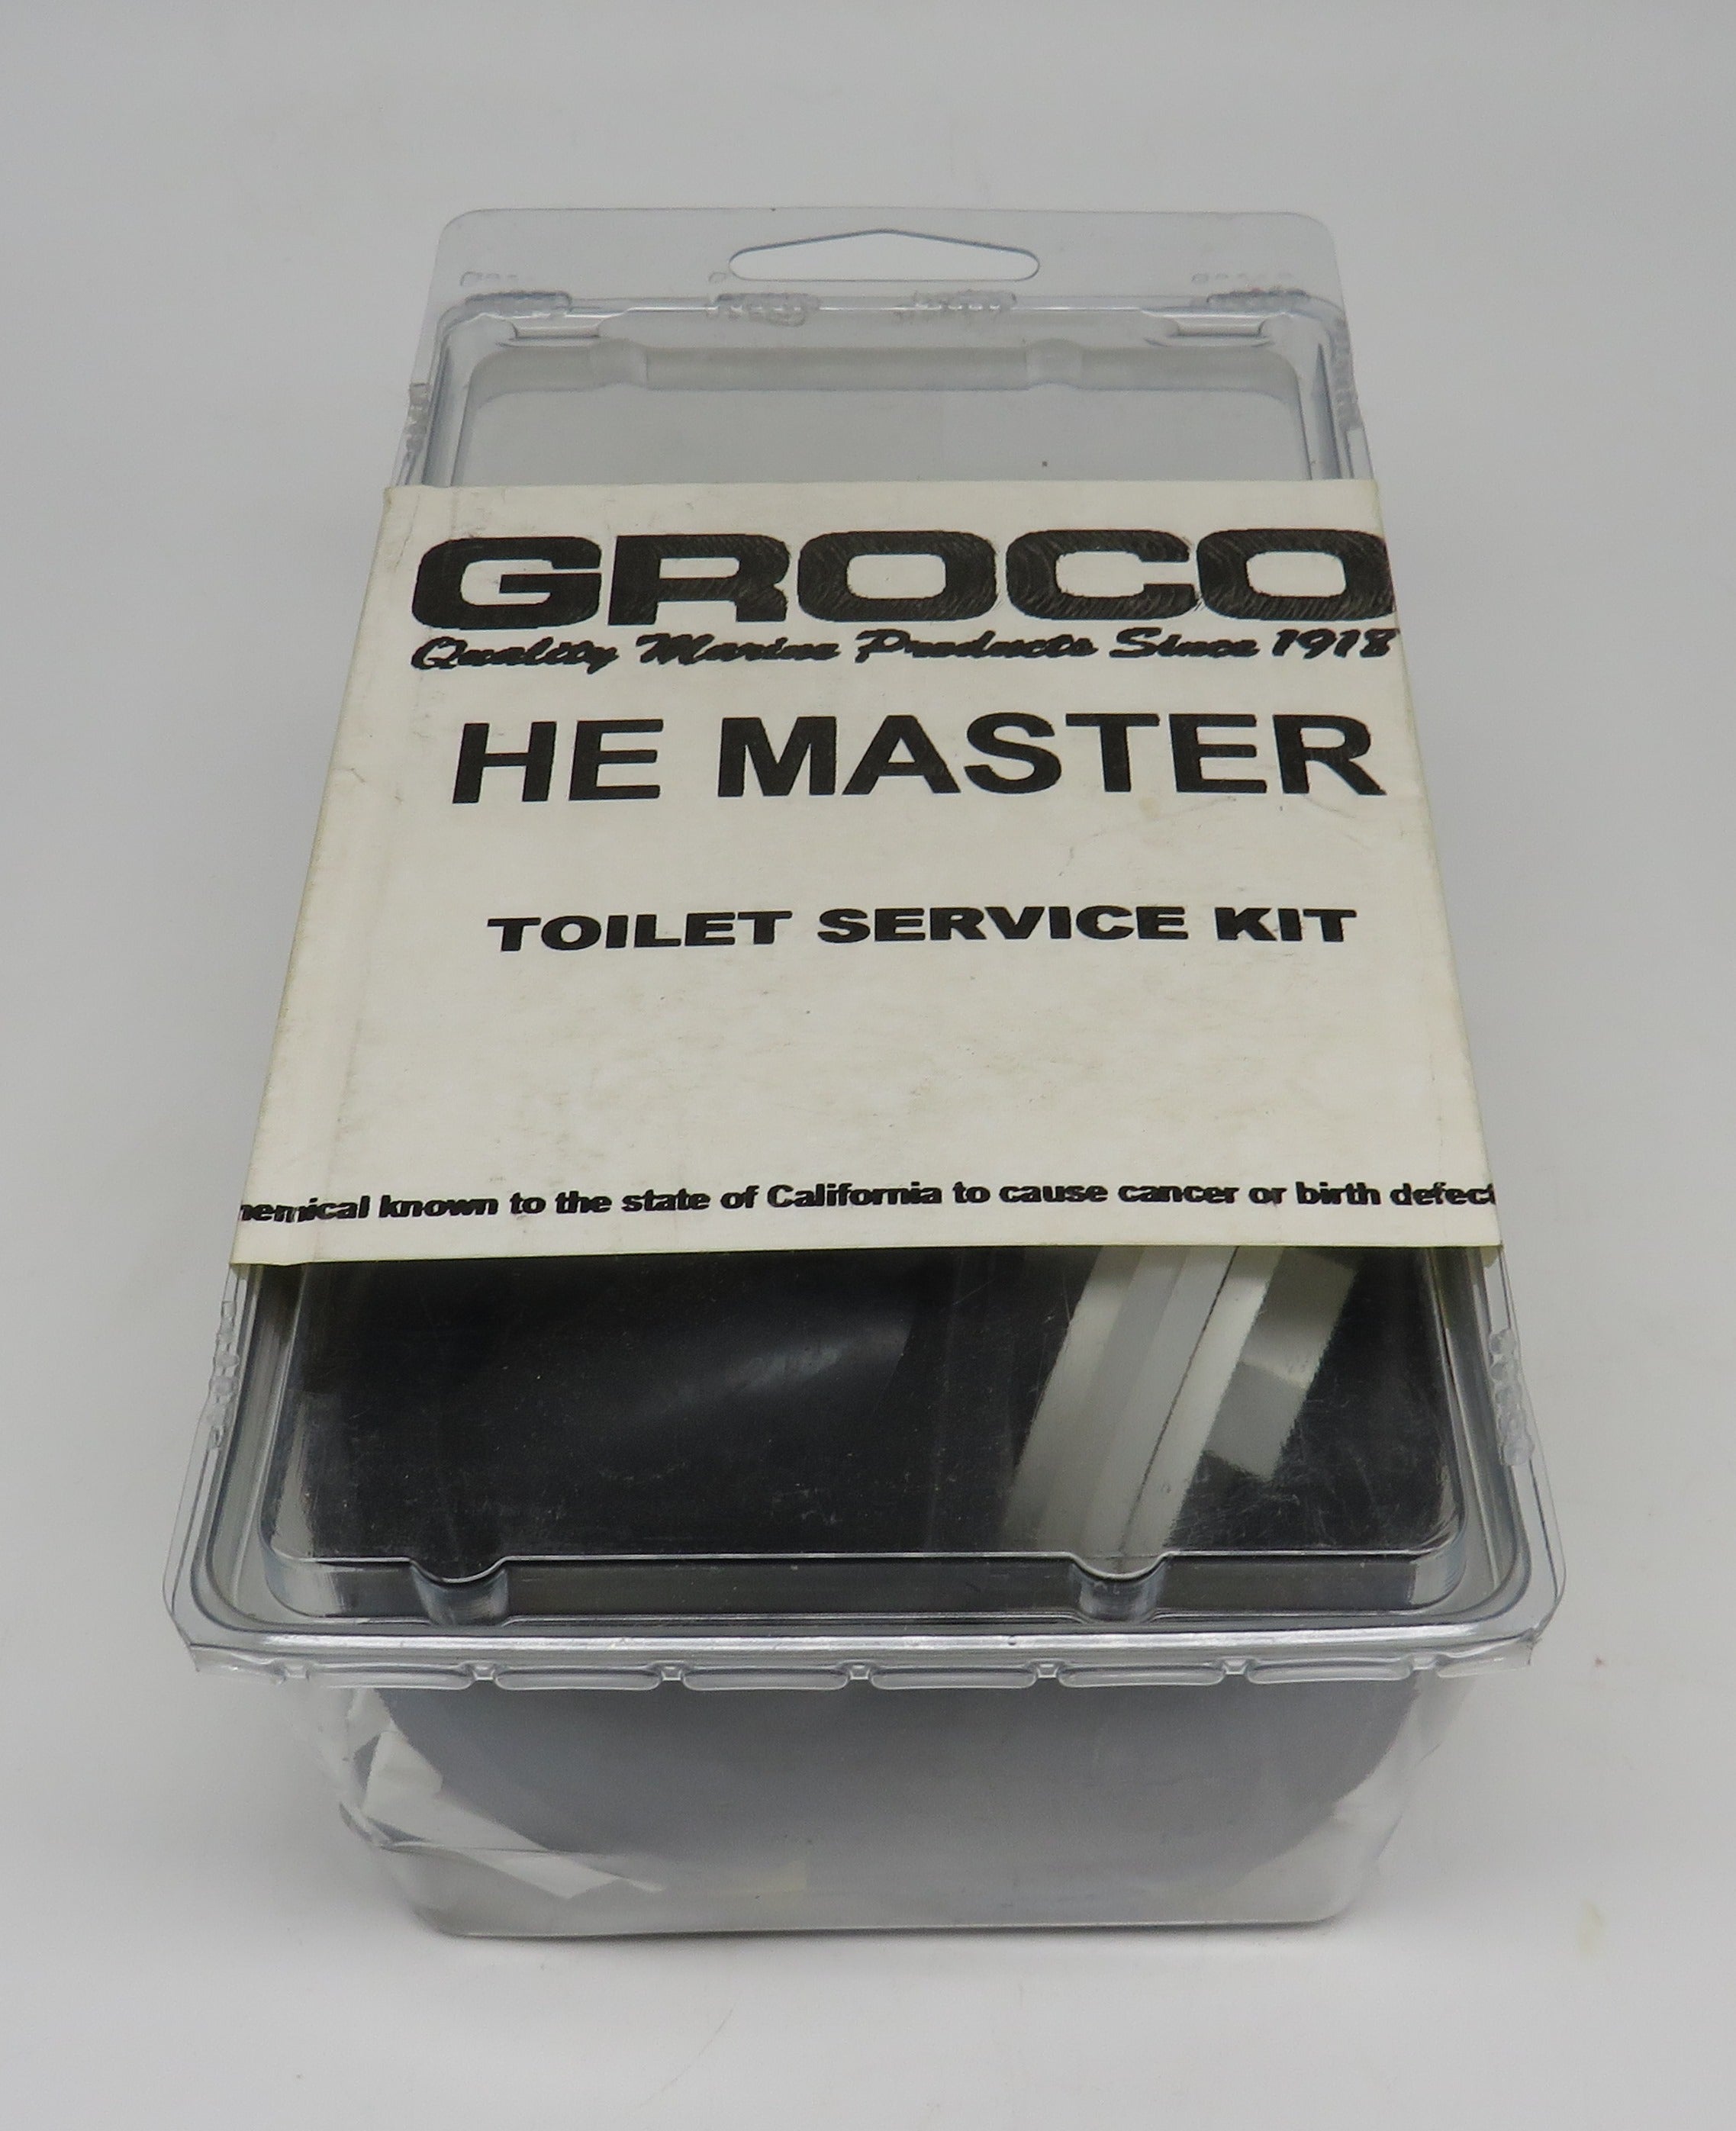 GROCO
Quality Marine Products Since 1918
HE MASTER
TOILET SERVICE KIT
hemical known to the state of California to cause cancer or birth defect